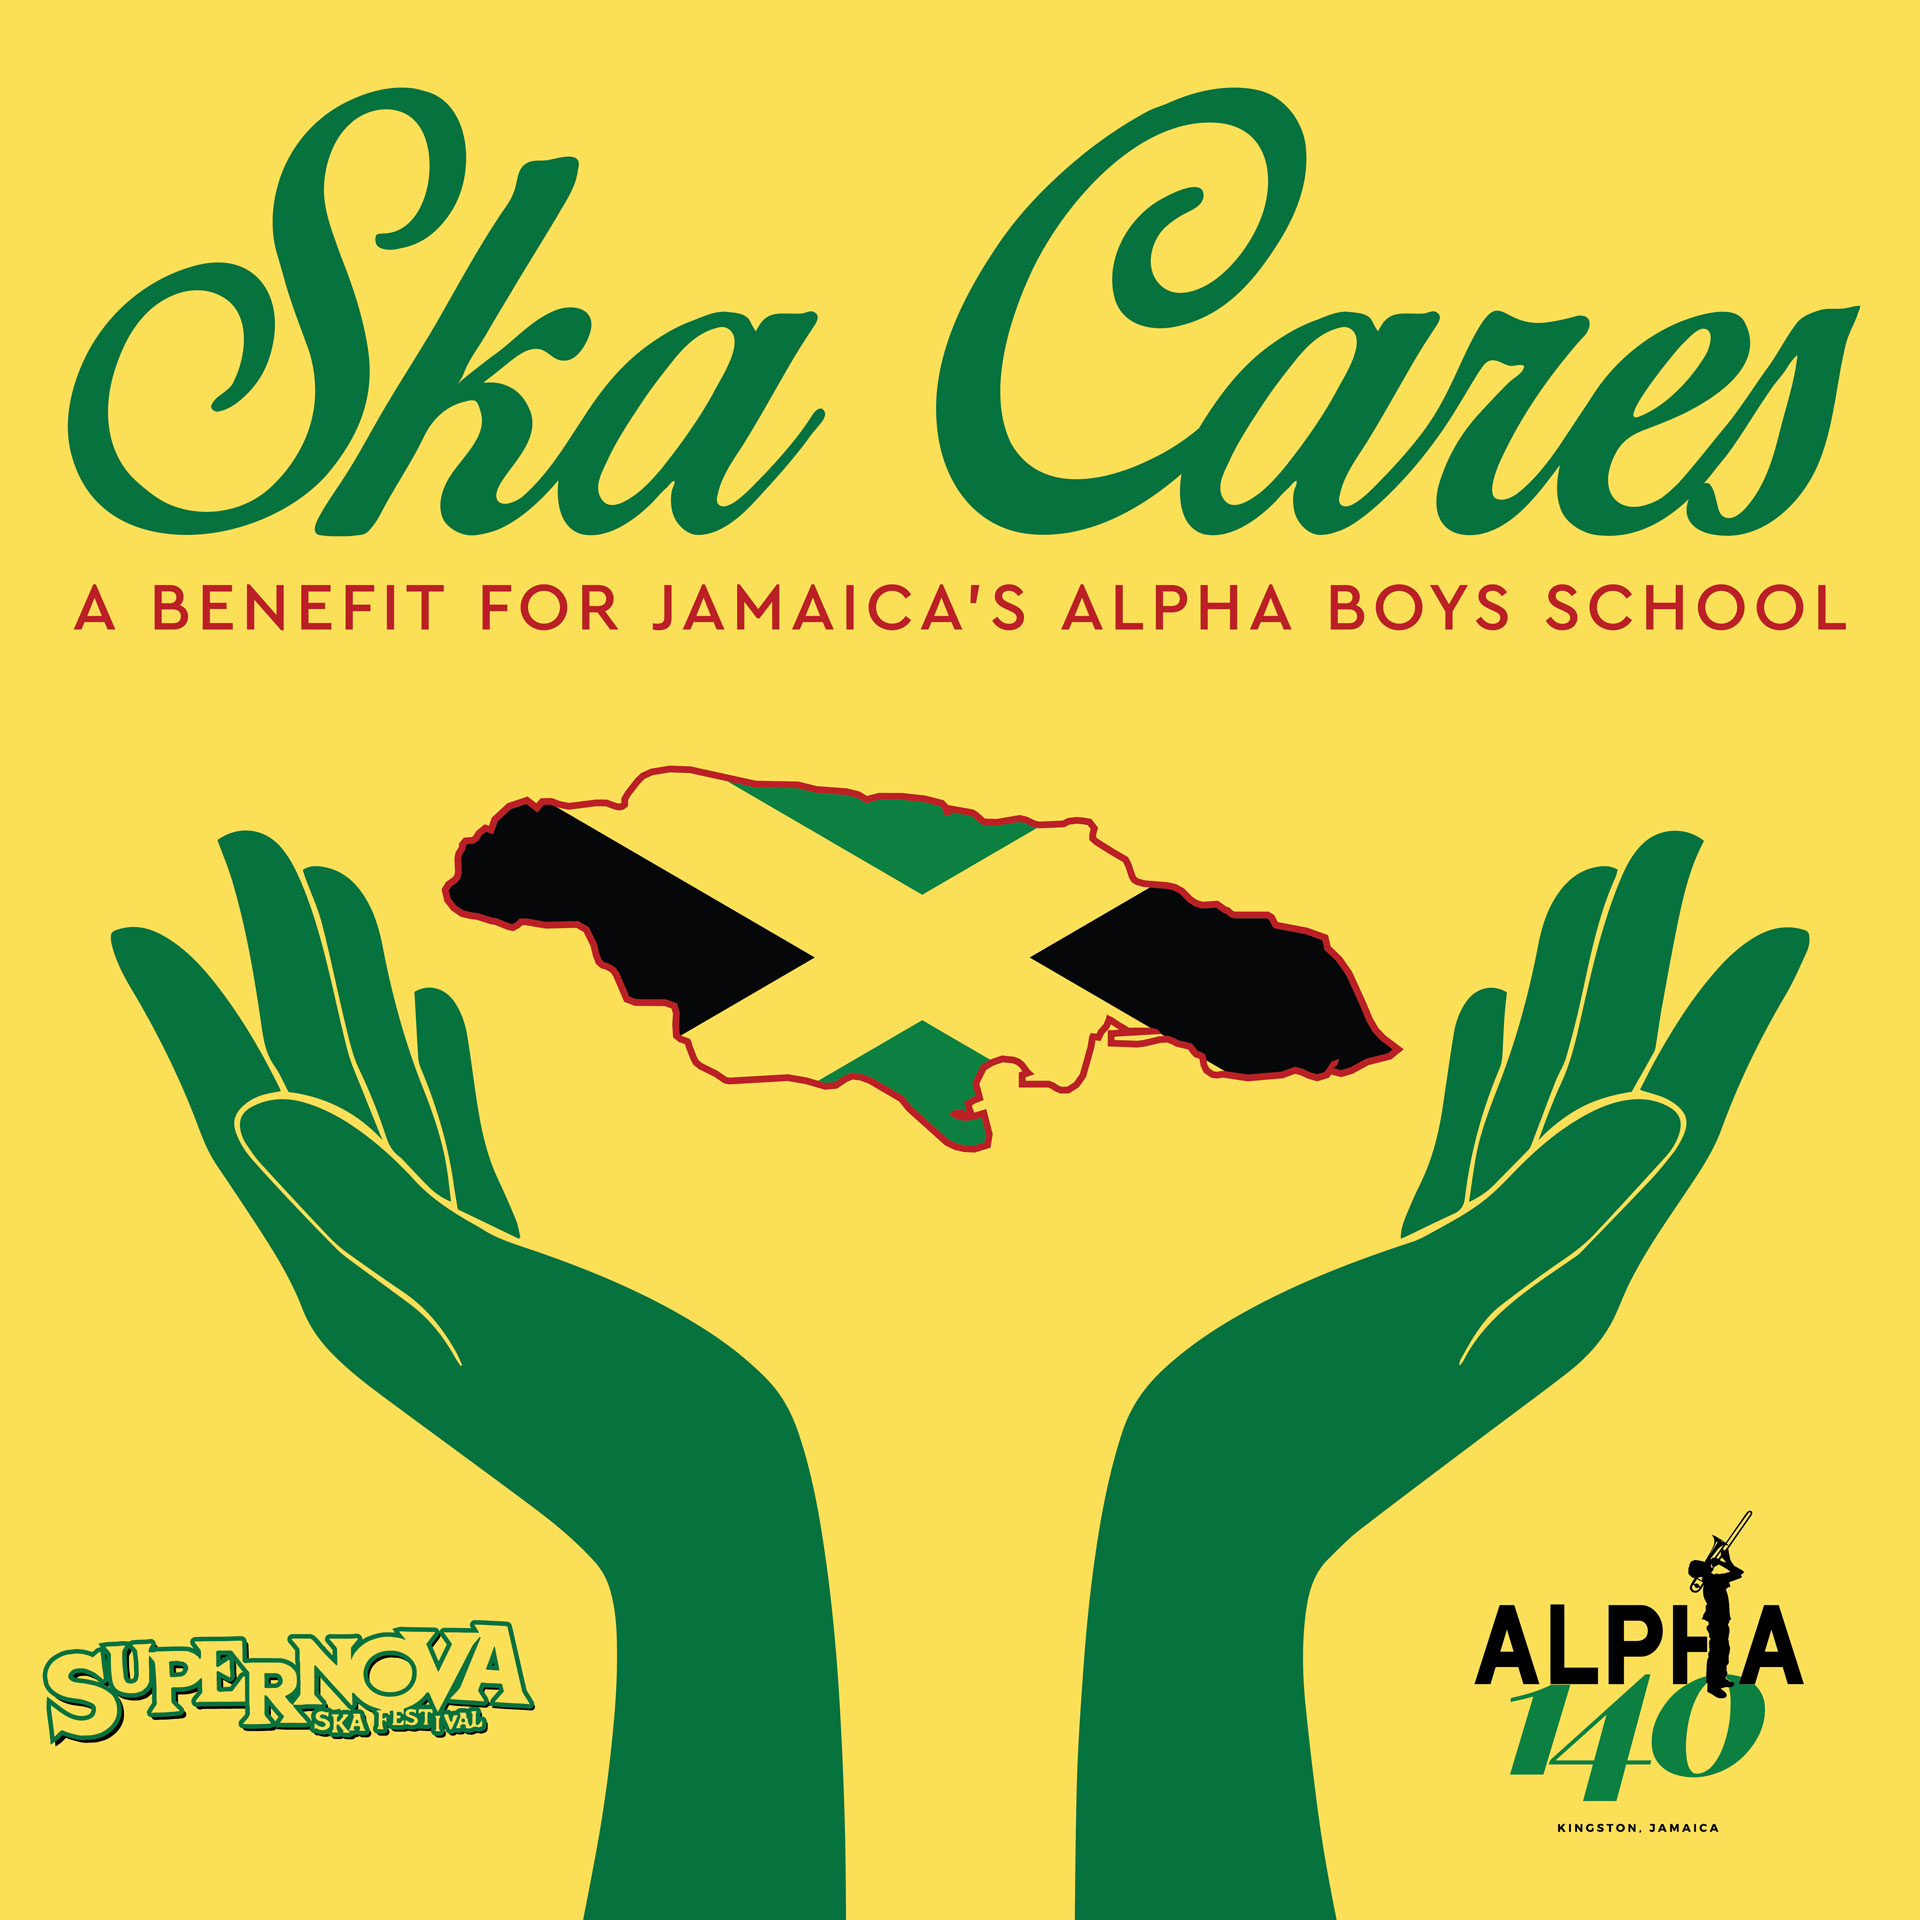 Ska Cares
A BENEFIT FOR JAMAICA'S ALPHA BOYS SCHOOL
SUPERNOVA
SKA FESTIVAL
ALPHA
140
KINGSTON, JAMAICA